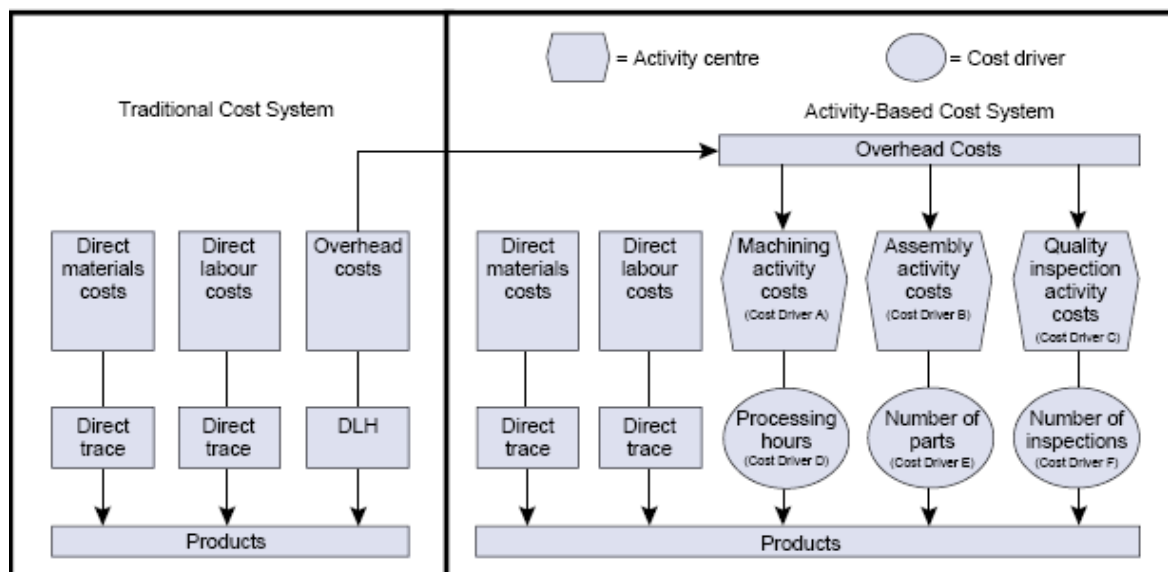 = Activity centre
= Cost driver
Traditional Cost System
Activity-Based Cost System
Overhead Costs
Direct
materials
costs
Direct
labour
costs
Overhead
costs
Direct
materials
costs
Direct
labour
costs
Machining
activity
costs
(Cost Driver A)
Assembly
activity
costs
(Cost Driver B)
Quality
inspection
activity
costs
(Cost Driver C)
Direct
trace
Direct
trace
DLH
Direct
trace
Direct
trace
Processing
hours
(Cost Driver D)
Number of
parts
(Cost Driver E)
Number of
inspections
(Cost Driver F)
Products
Products